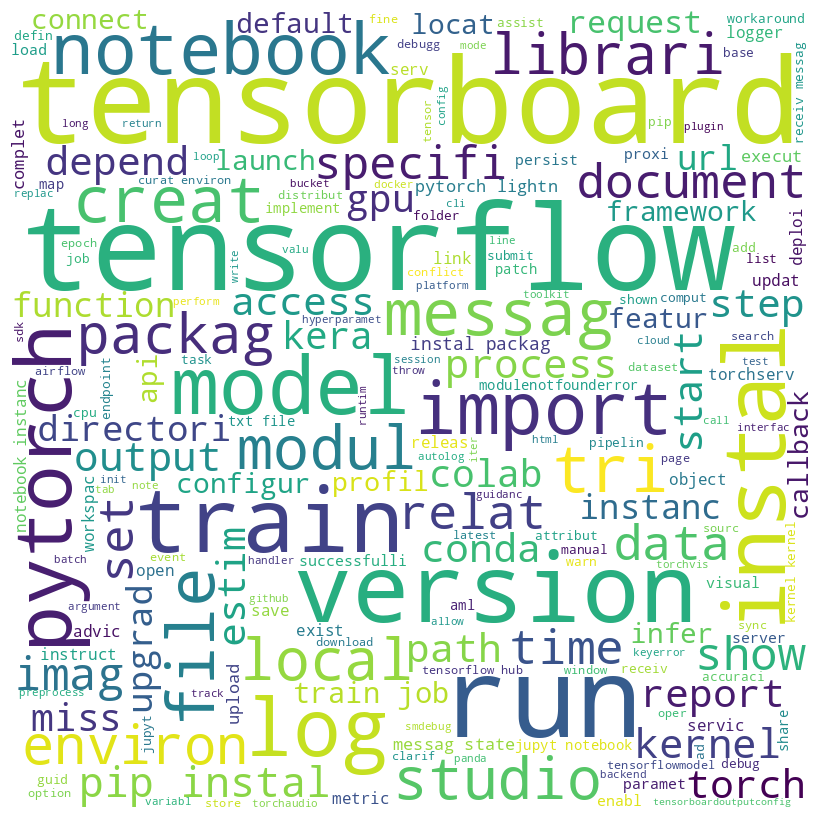 connect default locat request workaround
defin fine assist logger
load notebook debugg mode librari base
serv
tensorboard
receiv messag
complet long return tensor config pip plugin
depend launch specifi persist proxi url execut
map loop curat environ
replac creat bucket docker pytorch lightn document
distribut gpu cli
implement folder framework
tensorflow
epoch valu link line submit add deploi
job write conflict patch list
platform updat
function perform access messag toolkit shown comput step
sdk hyperparamet featur
packag kera instal packag cloud search
airflow task session process dataset test
api throw modulenotfounderror start torchserv
endpoint model runtim import call
cpu txt file interfac
pytorch directori releas html pipelin page callback
notebook instanc init output modul autolog iter colab tri object instal
tab note configur profil guidanc instanc
workspac event
batch set train relat latest attribut data sourc
open estim successfulli conda manual torchvis kernel kernel
handler warn
argument github version visual
file save aml
advic exist allow path time infer sync server
instruct upgrad local download keyerror show
imag tensorflow hub window receiv accuraci
preprocess upload train job track run oper report share
miss log smdebug servic
environ jupyt clarif messag state jupyt notebook kernel adl
panda tensorflowmodel debug
guid pip instal studio backend paramet torch
option metric enabl
variabl store torchaudio tensorboardoutputconfig